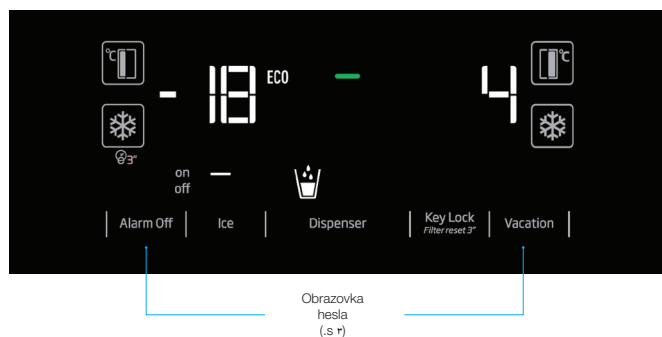 °C
°C
- 18 ECO
4
3"
on
off
Alarm Off
Ice
Dispenser
Key Lock
Filter reset 3"
Vacation
Obrazovka
hesla
(.s ٣)